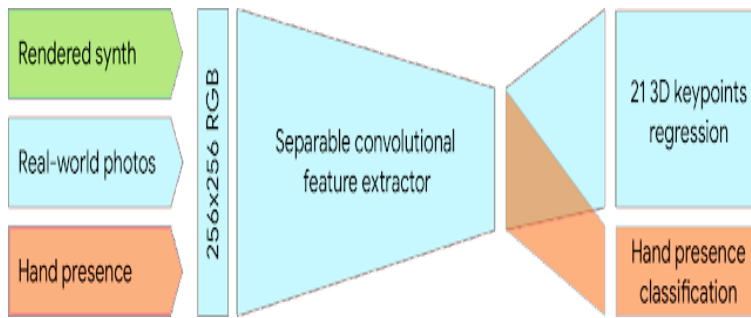 Rendered synth
Real-world photos
Hand presence
256x256 RGB
Separable convolutional
feature extractor
21 3D keypoints
regression
Hand presence
classification